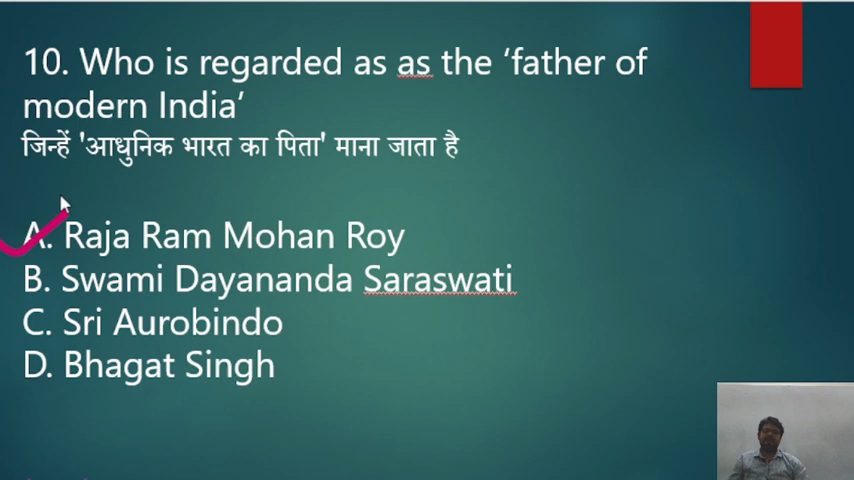 10. Who is regarded as as the ‘father of
modern India’
जिन्हें 'आधुनिक भारत का पिता' माना जाता है
A. Raja Ram Mohan Roy
B. Swami Dayananda Saraswati
C. Sri Aurobindo
D. Bhagat Singh